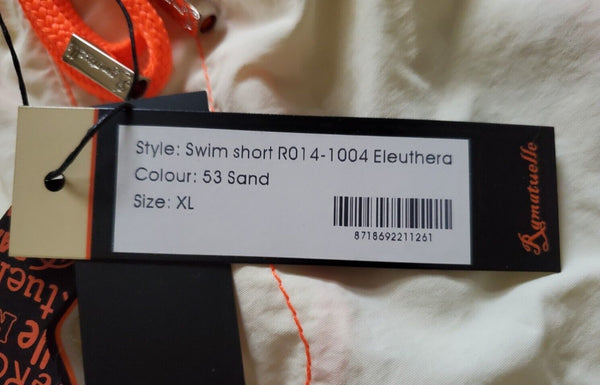 Style: Swim short R014-1004 Eleuthera
Colour: 53 Sand
Size: XL
8718692211261
Ramatuelle